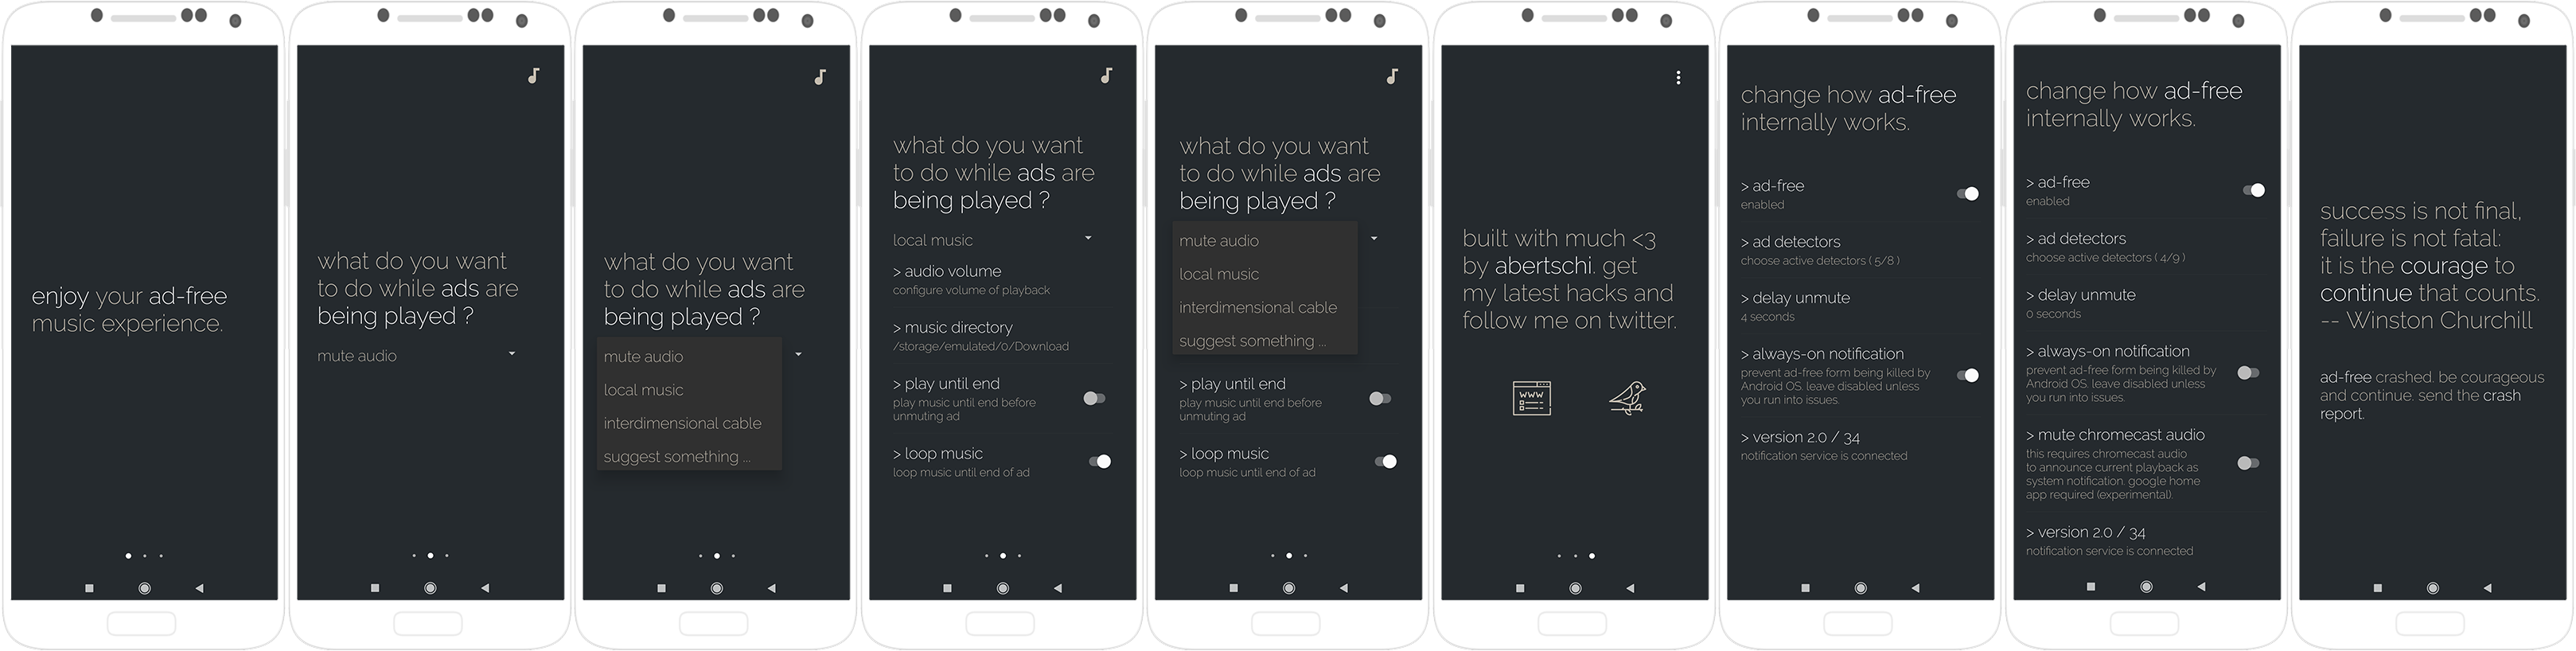 enjoy your ad-free
music experience.
what do you want
to do while ads are
being played ?
mute audio
what do you want
to do while ads are
being played ?
mute audio
local music
interdimensional cable
suggest something ...
what do you want
to do while ads are
being played ?
local music
> audio volume
configure volume of playback
> music directory
/storage/emulated/0/Download
> play until end
play music until end before
unmuting ad
> loop music
loop music until end of ad
what do you want
to do while ads are
being played ?
mute audio
local music
interdimensional cable
suggest something ...
> play until end
play music until end before
unmuting ad
> loop music
loop music until end of ad
built with much <3
by abertschi. get
my latest hacks and
follow me on twitter.
WWW
change how ad-free
internally works.
> ad-free
enabled
> ad detectors
choose active detectors ( 5/8 )
> delay unmute
4 seconds
> always-on notification
prevent ad-free form being killed by
Android OS. leave disabled unless
you run into issues.
> version 2.0 / 34
notification service is connected
change how ad-free
internally works.
> ad-free
enabled
> ad detectors
choose active detectors ( 4/9 )
> delay unmute
0 seconds
> always-on notification
prevent ad-free form being killed by
Android OS. leave disabled unless
you run into issues.
> mute chromecast audio
this requires chromecast audio
to announce current playback as
system notification. google home
app required (experimental).
> version 2.0 / 34
notification service is connected
success is not final,
failure is not fatal:
it is the courage to
continue that counts.
-- Winston Churchill
ad-free crashed. be courageous
and continue. send the crash
report.